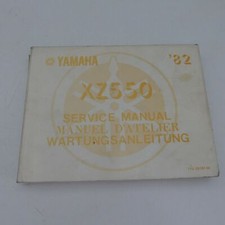 YAMAHA '82
XZ550
SERVICE MANUAL
MANUEL D'ATELIER
WARTUNGSANLEITUNG